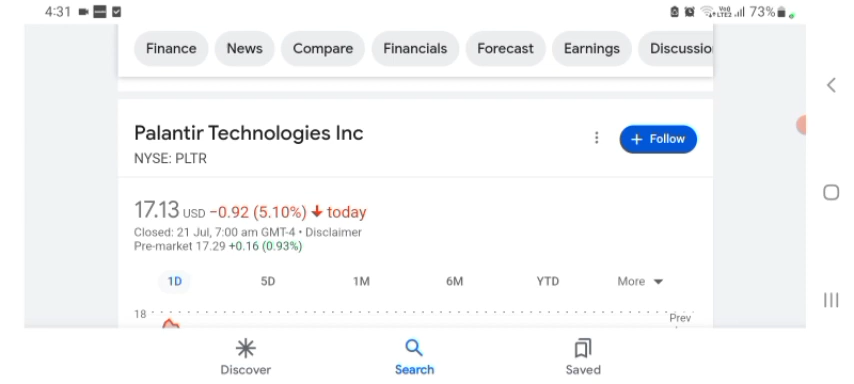 4:31
73%
Finance News Compare Financials Forecast Earnings Discussio
Palantir Technologies Inc
NYSE: PLTR
+ Follow
17.13 USD −0.92 (5.10%) ↓ today
Closed: 21 Jul, 7:00 am GMT-4 • Disclaimer
Pre-market 17.29 +0.16 (0.93%)
1D 5D 1M 6M YTD More
18
Prev
Discover Search Saved